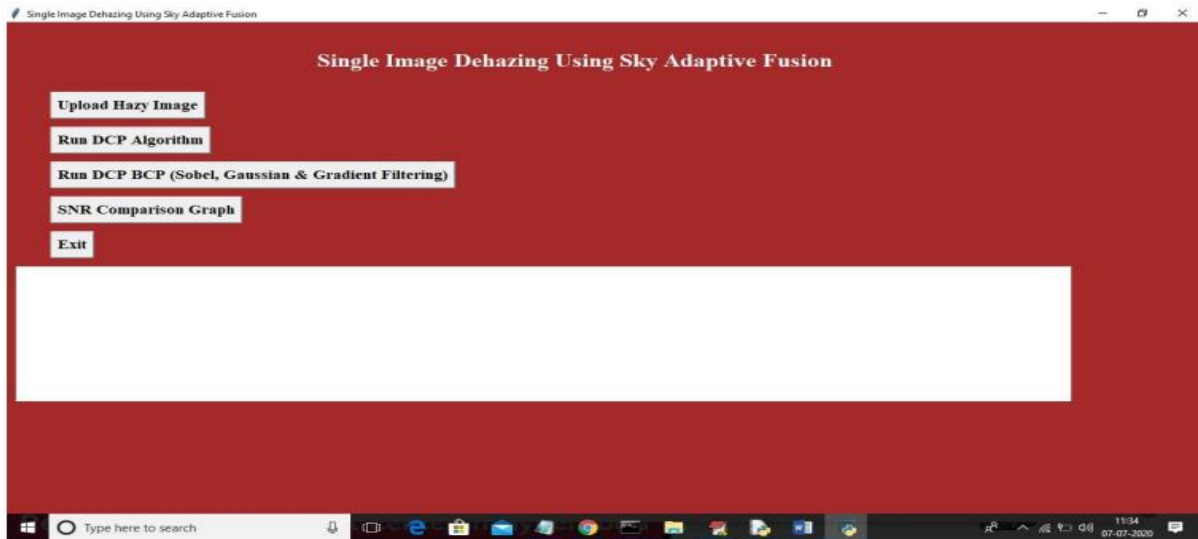 Single Image Dehazing Using Sky Adaptive Fusion
Single Image Dehazing Using Sky Adaptive Fusion
Upload Hazy Image
Run DCP Algorithm
Run DCP BCP (Sobel, Gaussian & Gradient Filtering)
SNR Comparison Graph
Exit
Type here to search
11:34
07-07-2020